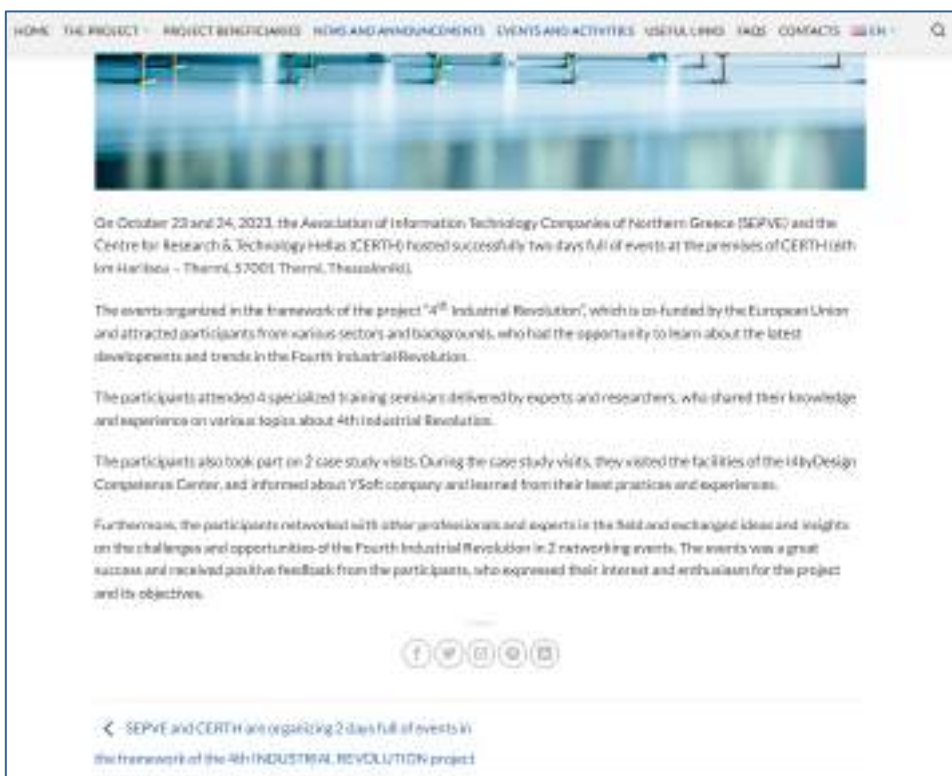 HOME THE PROJECT PROJECT BENEFICIARIES NEWS AND ANNOUNCEMENTS EVENTS AND ACTIVITIES USEFUL LINKS FAQS CONTACTS EN
On October 23 and 24, 2023, the Association of Information Technology Companies of Northern Greece (SEPVE) and the
Centre for Research & Technology Hellas (CERTH) hosted successfully two days full of events at the premises of CERTH (6th
km Harilaou – Thermi, 57001 Thermi, Thessaloniki).
The events organized in the framework of the project "4th Industrial Revolution", which is co-funded by the European Union
and attracted participants from various sectors and backgrounds, who had the opportunity to learn about the latest
developments and trends in the Fourth Industrial Revolution.
The participants attended 4 specialized training seminars delivered by experts and researchers, who shared their knowledge
and experience on various topics about 4th Industrial Revolution.
The participants also took part on 2 case study visits. During the case study visits, they visited the facilities of the I4byDesign
Competence Center, and informed about YSoft company and learned from their best practices and experiences.
Furthermore, the participants networked with other professionals and experts in the field and exchanged ideas and insights
on the challenges and opportunities of the Fourth Industrial Revolution in 2 networking events. The events was a great
success and received positive feedback from the participants, who expressed their interest and enthusiasm for the project
and its objectives.
SEPVE and CERTH are organizing 2 days full of events in
the framework of the 4th INDUSTRIAL REVOLUTION project